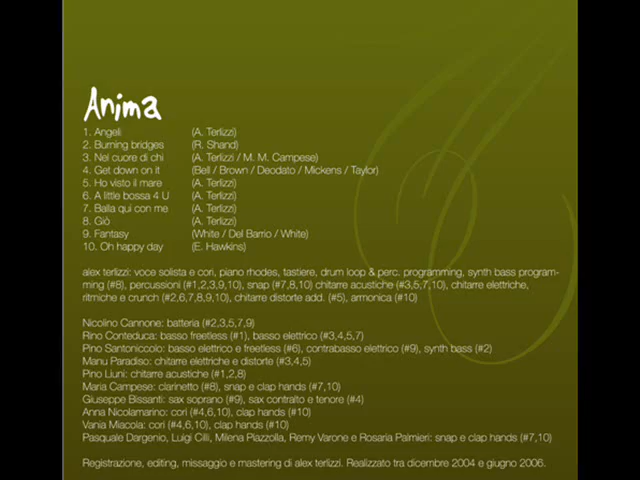 Anima
1. Angeli (A. Terlizzi)
2. Burning bridges (R. Shand)
3. Nel cuore di chi (A. Terlizzi / M. M. Campese)
4. Get down on it (Bell / Brown / Deodato / Mickens / Taylor)
5. Ho visto il mare (A. Terlizzi)
6. A little bossa 4 U (A. Terlizzi)
7. Balla qui con me (A. Terlizzi)
8. Giò (A. Terlizzi)
9. Fantasy (White / Del Barrio / White)
10. Oh happy day (E. Hawkins)
alex terlizzi: voce solista e cori, piano rhodes, tastiere, drum loop & perc. programming, synth bass program-
ming (#8), percussioni (#1,2,3,9,10), snap (#7,8,10) chitarre acustiche (#3,5,7,10), chitarre elettriche,
ritmiche e crunch (#2,6,7,8,9,10), chitarre distorte add. (#5), armonica (#10)
Nicolino Cannone: batteria (#2,3,5,7,9)
Rino Conteduca: basso freetless (#1), basso elettrico (#3,4,5,7)
Pino Santoniccolo: basso elettrico e freetless (#6), contrabasso elettrico (#9), synth bass (#2)
Manu Paradiso: chitarre elettriche e distorte (#3,4,5)
Pino Liuni: chitarre acustiche (#1,2,8)
Maria Campese: clarinetto (#8), snap e clap hands (#7,10)
Giuseppe Bissanti: sax soprano (#9), sax contralto e tenore (#4)
Anna Nicolamarino: cori (#4,6,10), clap hands (#10)
Vania Miacola: cori (#4,6,10), clap hands (#10)
Pasquale Dargenio, Luigi Cilli, Milena Plazzolla, Remy Varone e Rosaria Palmieri: snap e clap hands (#7,10)
Registrazione, editing, missaggio e mastering di alex terlizzi. Realizzato tra dicembre 2004 e giugno 2006.